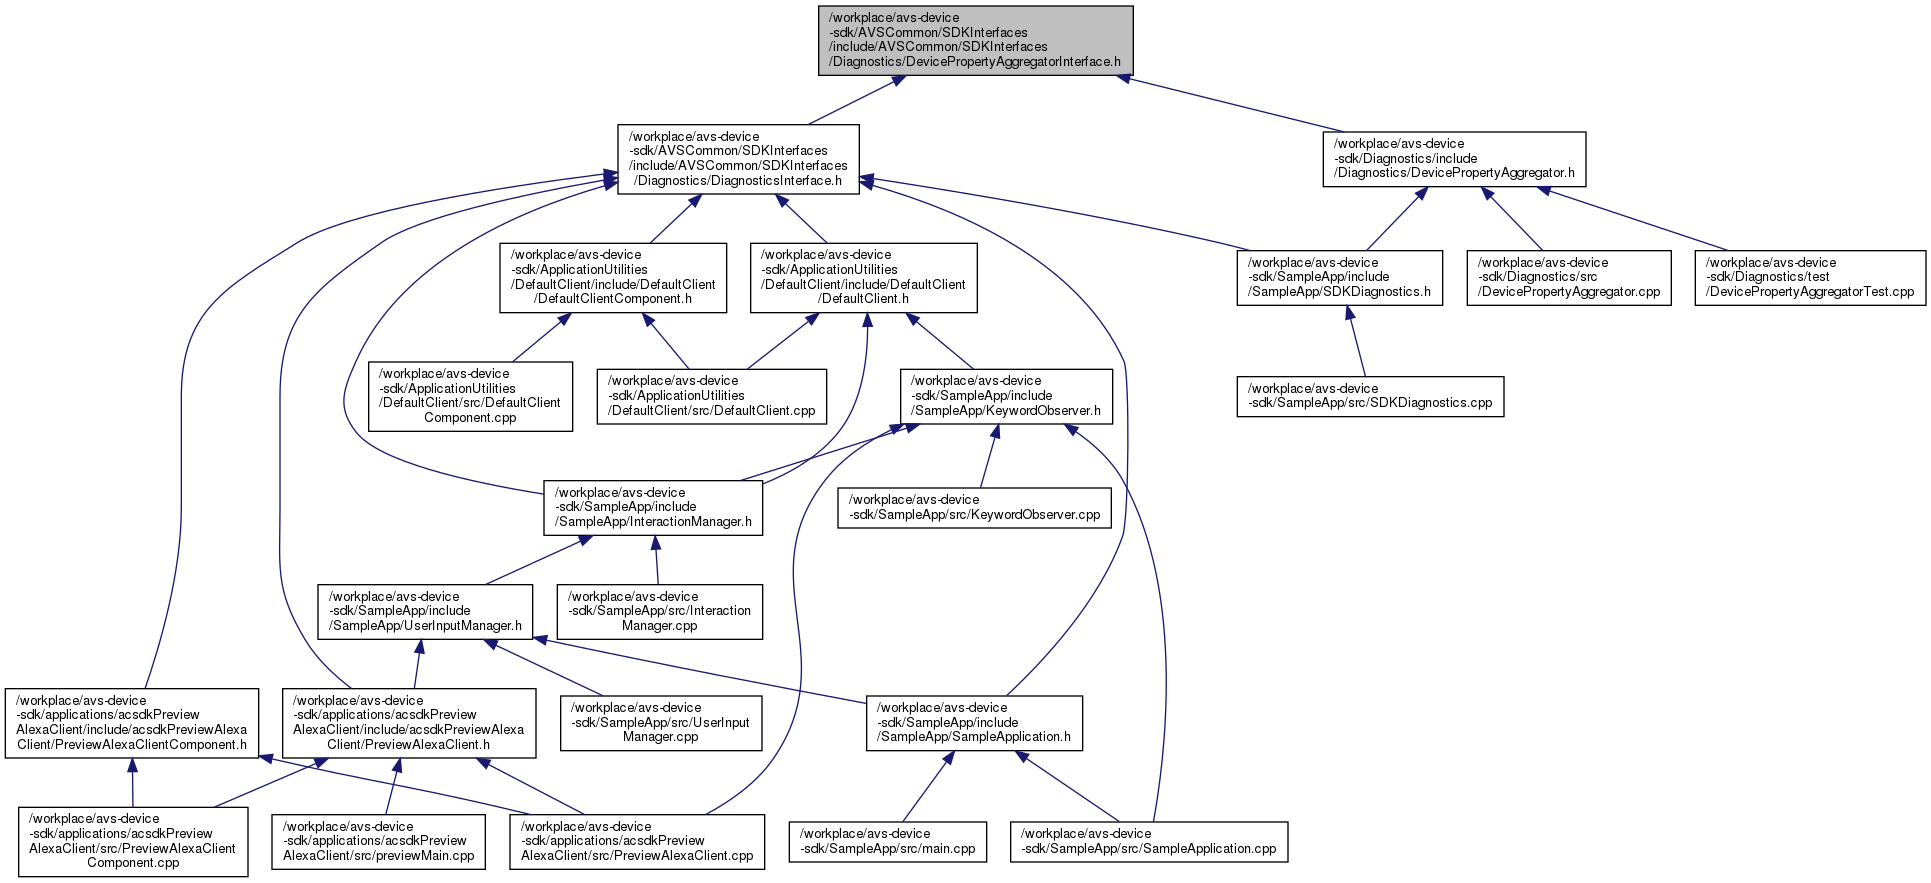 /workplace/avs-device
-sdk/AVSCommon/SDKInterfaces
/include/AVSCommon/SDKInterfaces
/Diagnostics/DevicePropertyAggregatorInterface.h
/workplace/avs-device
-sdk/AVSCommon/SDKInterfaces
/include/AVSCommon/SDKInterfaces
/Diagnostics/DiagnosticsInterface.h
/workplace/avs-device
-sdk/Diagnostics/include
/Diagnostics/DevicePropertyAggregator.h
/workplace/avs-device
-sdk/ApplicationUtilities
/DefaultClient/include/DefaultClient
/DefaultClientComponent.h
/workplace/avs-device
-sdk/ApplicationUtilities
/DefaultClient/include/DefaultClient
/DefaultClient.h
/workplace/avs-device
-sdk/SampleApp/include
/SampleApp/SDKDiagnostics.h
/workplace/avs-device
-sdk/Diagnostics/src
/DevicePropertyAggregator.cpp
/workplace/avs-device
-sdk/Diagnostics/test
/DevicePropertyAggregatorTest.cpp
/workplace/avs-device
-sdk/ApplicationUtilities
/DefaultClient/src/DefaultClient
Component.cpp
/workplace/avs-device
-sdk/ApplicationUtilities
/DefaultClient/src/DefaultClient.cpp
/workplace/avs-device
-sdk/SampleApp/include
/SampleApp/KeywordObserver.h
/workplace/avs-device
-sdk/SampleApp/src/SDKDiagnostics.cpp
/workplace/avs-device
-sdk/SampleApp/include
/SampleApp/InteractionManager.h
/workplace/avs-device
-sdk/SampleApp/src/KeywordObserver.cpp
/workplace/avs-device
-sdk/SampleApp/include
/SampleApp/UserInputManager.h
/workplace/avs-device
-sdk/SampleApp/src/Interaction
Manager.cpp
/workplace/avs-device
-sdk/applications/acsdkPreview
AlexaClient/include/acsdkPreviewAlexa
Client/PreviewAlexaClientComponent.h
/workplace/avs-device
-sdk/applications/acsdkPreview
AlexaClient/include/acsdkPreviewAlexa
Client/PreviewAlexaClient.h
/workplace/avs-device
-sdk/SampleApp/src/UserInput
Manager.cpp
/workplace/avs-device
-sdk/SampleApp/include
/SampleApp/SampleApplication.h
/workplace/avs-device
-sdk/applications/acsdkPreview
AlexaClient/src/PreviewAlexaClient
Component.cpp
/workplace/avs-device
-sdk/applications/acsdkPreview
AlexaClient/src/previewMain.cpp
/workplace/avs-device
-sdk/applications/acsdkPreview
AlexaClient/src/PreviewAlexaClient.cpp
/workplace/avs-device
-sdk/SampleApp/src/main.cpp
/workplace/avs-device
-sdk/SampleApp/src/SampleApplication.cpp